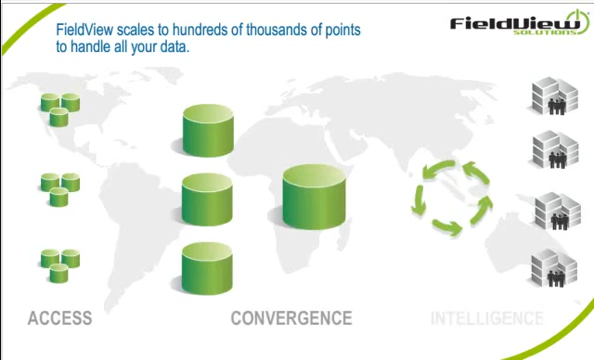 FieldView scales to hundreds of thousands of points
to handle all your data.
FieldView
SOLUTIONS
ACCESS
CONVERGENCE
INTELLIGENCE